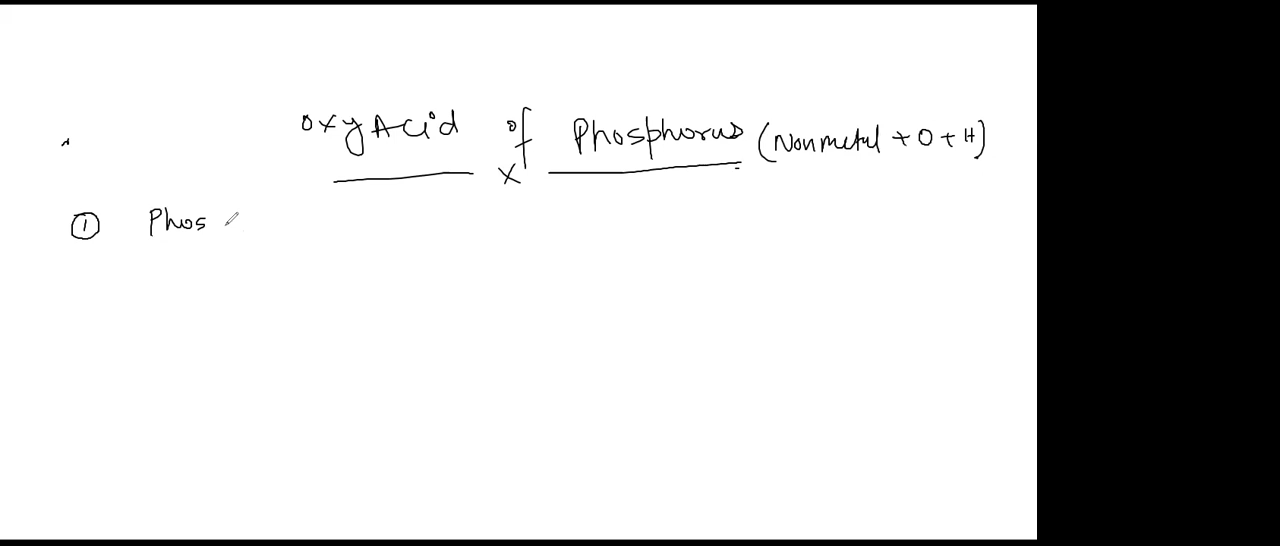 OxyAcid of Phosphorus (Nonmetal + O + H)
X
① Phos